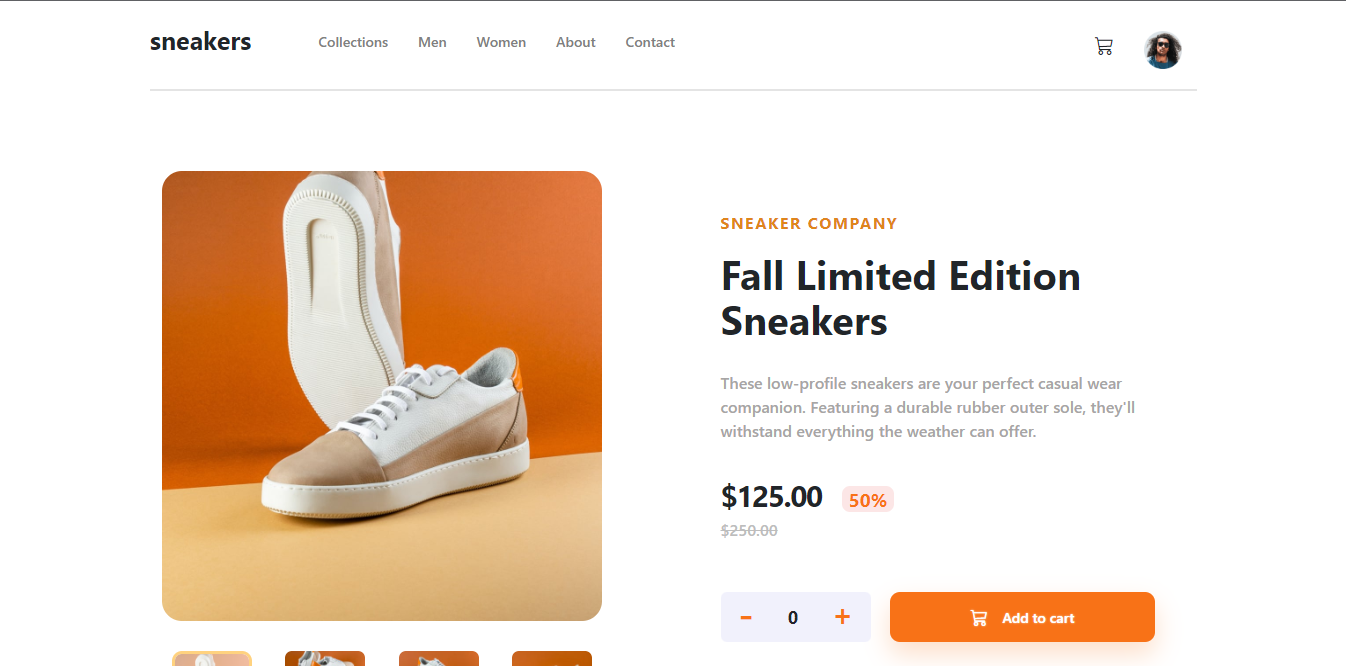 sneakers
Collections Men Women About Contact
SNEAKER COMPANY
Fall Limited Edition
Sneakers
These low-profile sneakers are your perfect casual wear
companion. Featuring a durable rubber outer sole, they'll
withstand everything the weather can offer.
$125.00 50%
$250.00
- 0 + Add to cart